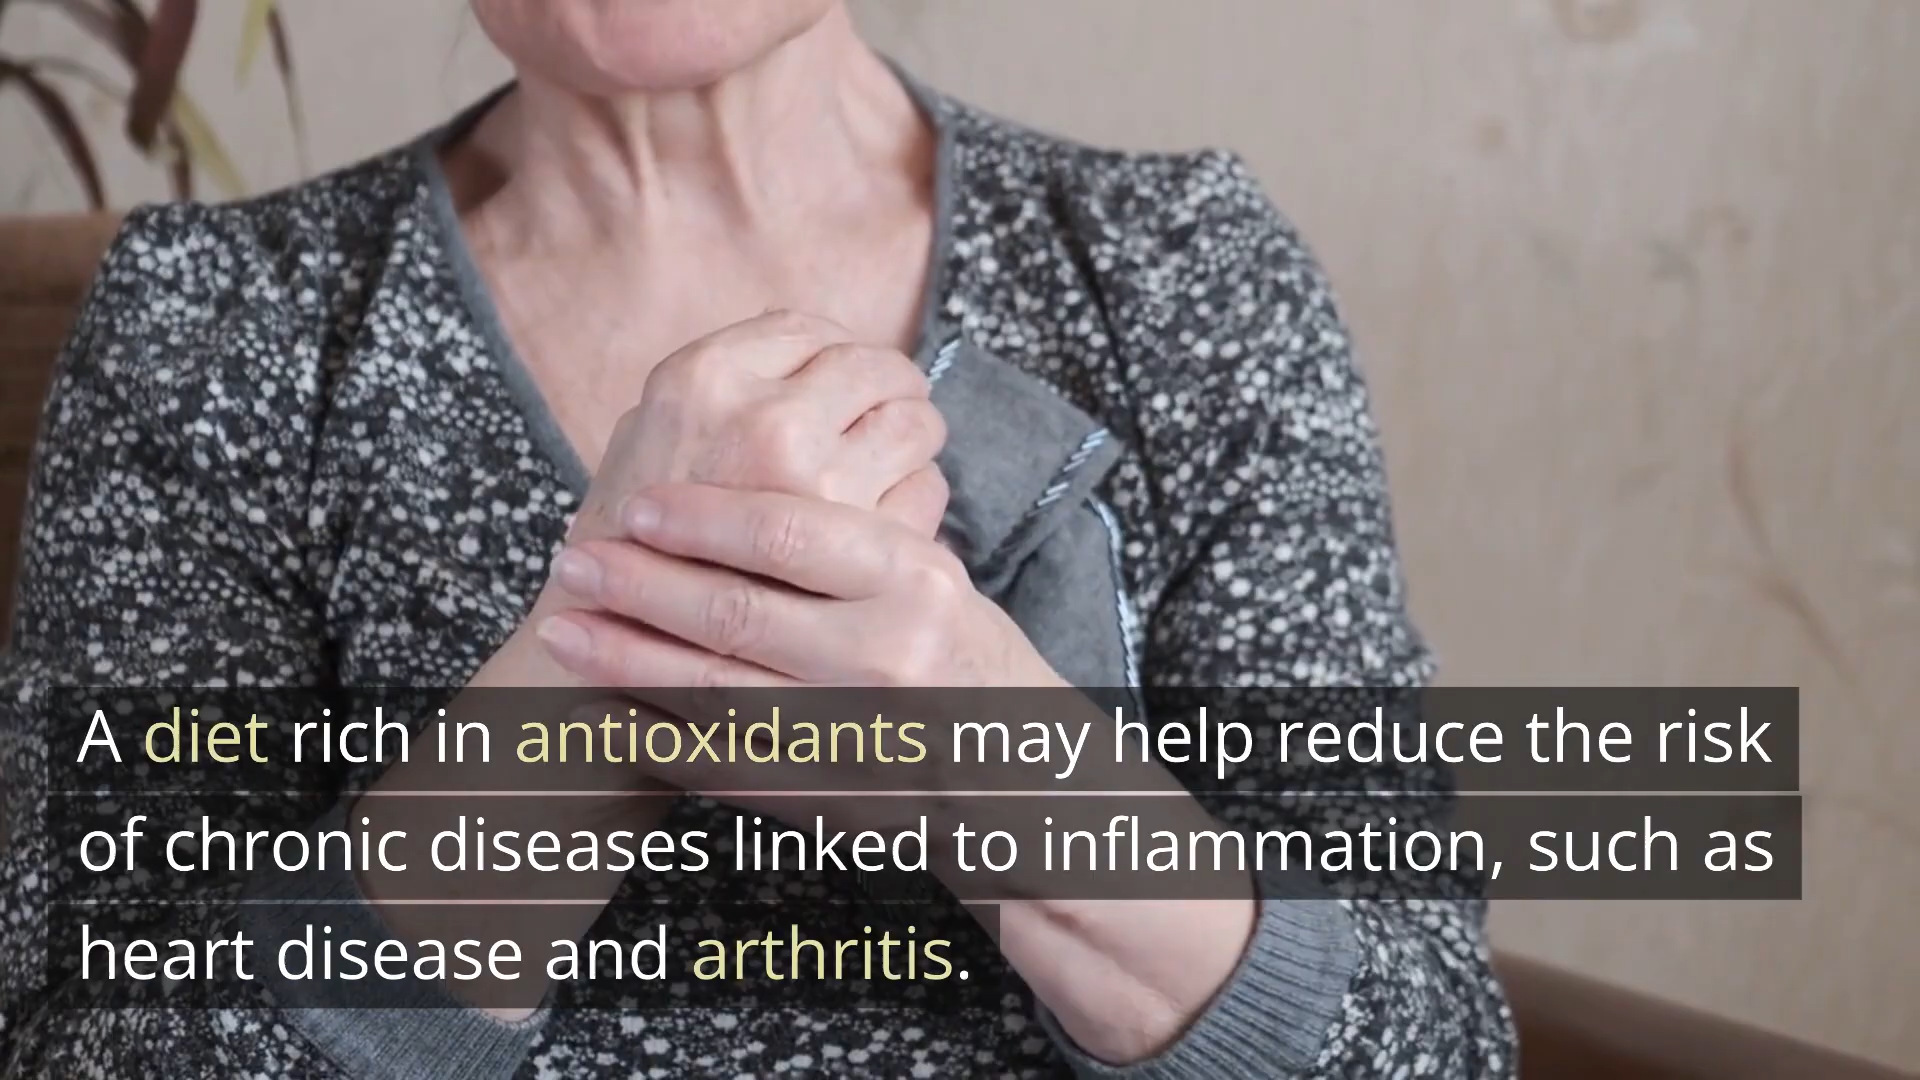 A diet rich in antioxidants may help reduce the risk
of chronic diseases linked to inflammation, such as
heart disease and arthritis.